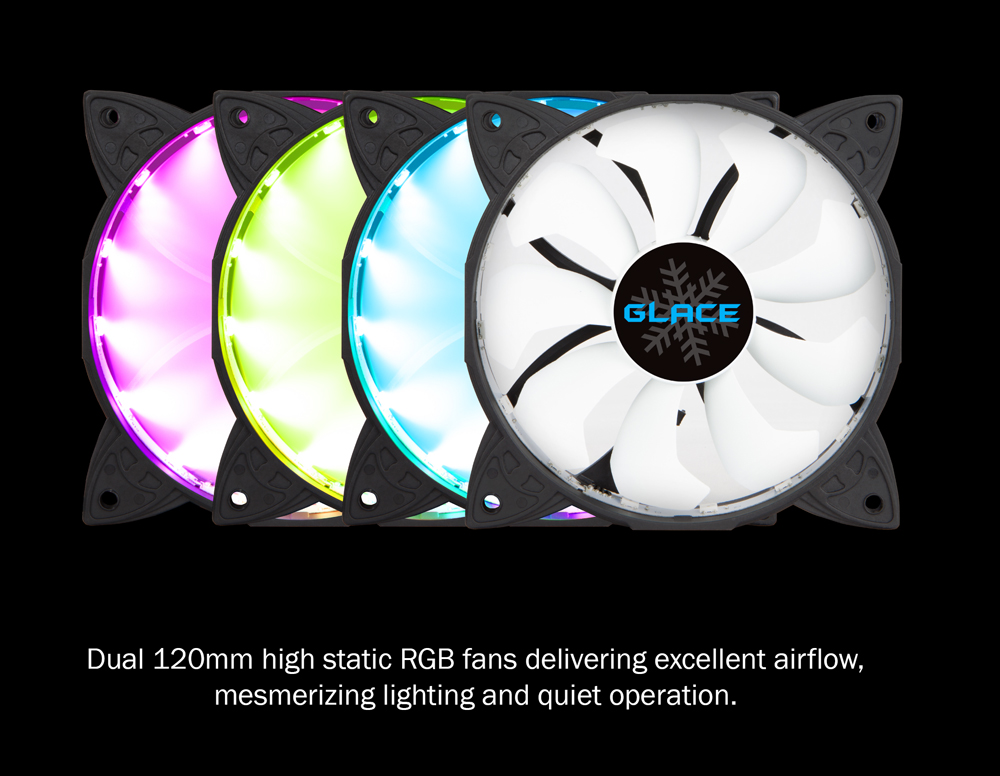 GLACE
Dual 120mm high static RGB fans delivering excellent airflow,
mesmerizing lighting and quiet operation.